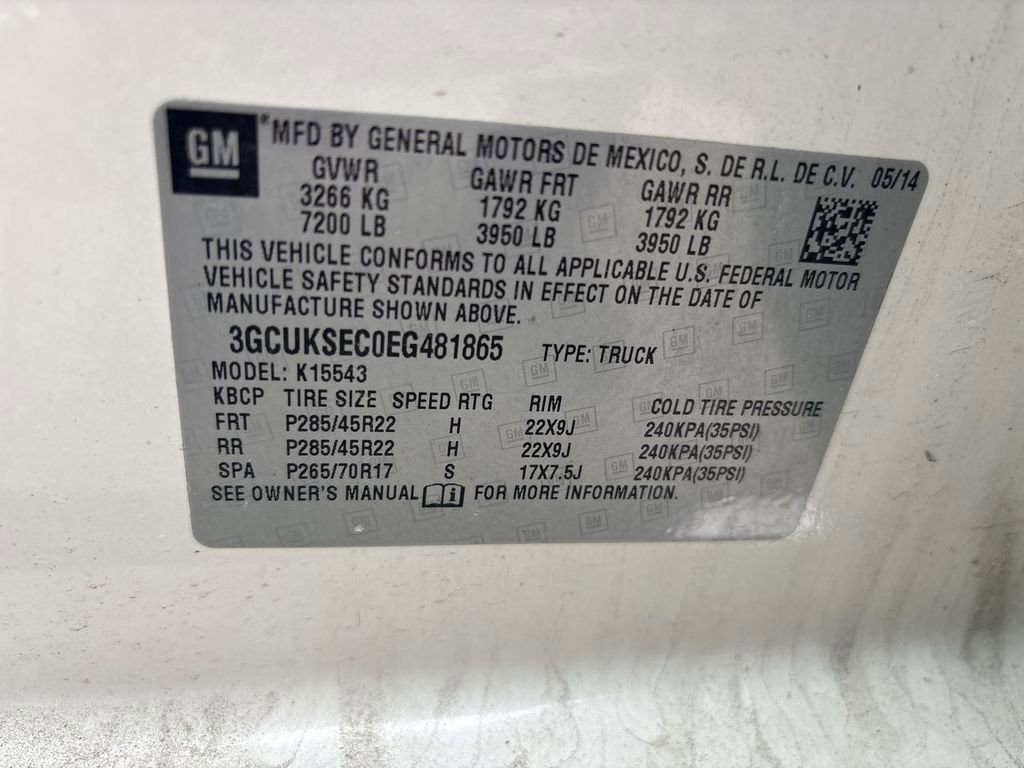 GM
®MFD BY GENERAL MOTORS DE MEXICO, S. DE R.L. DE C.V. 05/14
GVWR GAWR FRT GAWR RR
3266 KG 1792 KG 1792 KG
7200 LB 3950 LB 3950 LB
THIS VEHICLE CONFORMS TO ALL APPLICABLE U.S. FEDERAL MOTOR
VEHICLE SAFETY STANDARDS IN EFFECT ON THE DATE OF
MANUFACTURE SHOWN ABOVE.
3GCUKSEC0EG481865 TYPE: TRUCK
MODEL: K15543
KBCP TIRE SIZE SPEED RTG RIM COLD TIRE PRESSURE
FRT P285/45R22 H 22X9J 240KPA(35PSI)
RR P285/45R22 H 22X9J 240KPA(35PSI)
SPA P265/70R17 S 17X7.5J 240KPA(35PSI)
SEE OWNER'S MANUAL i FOR MORE INFORMATION.